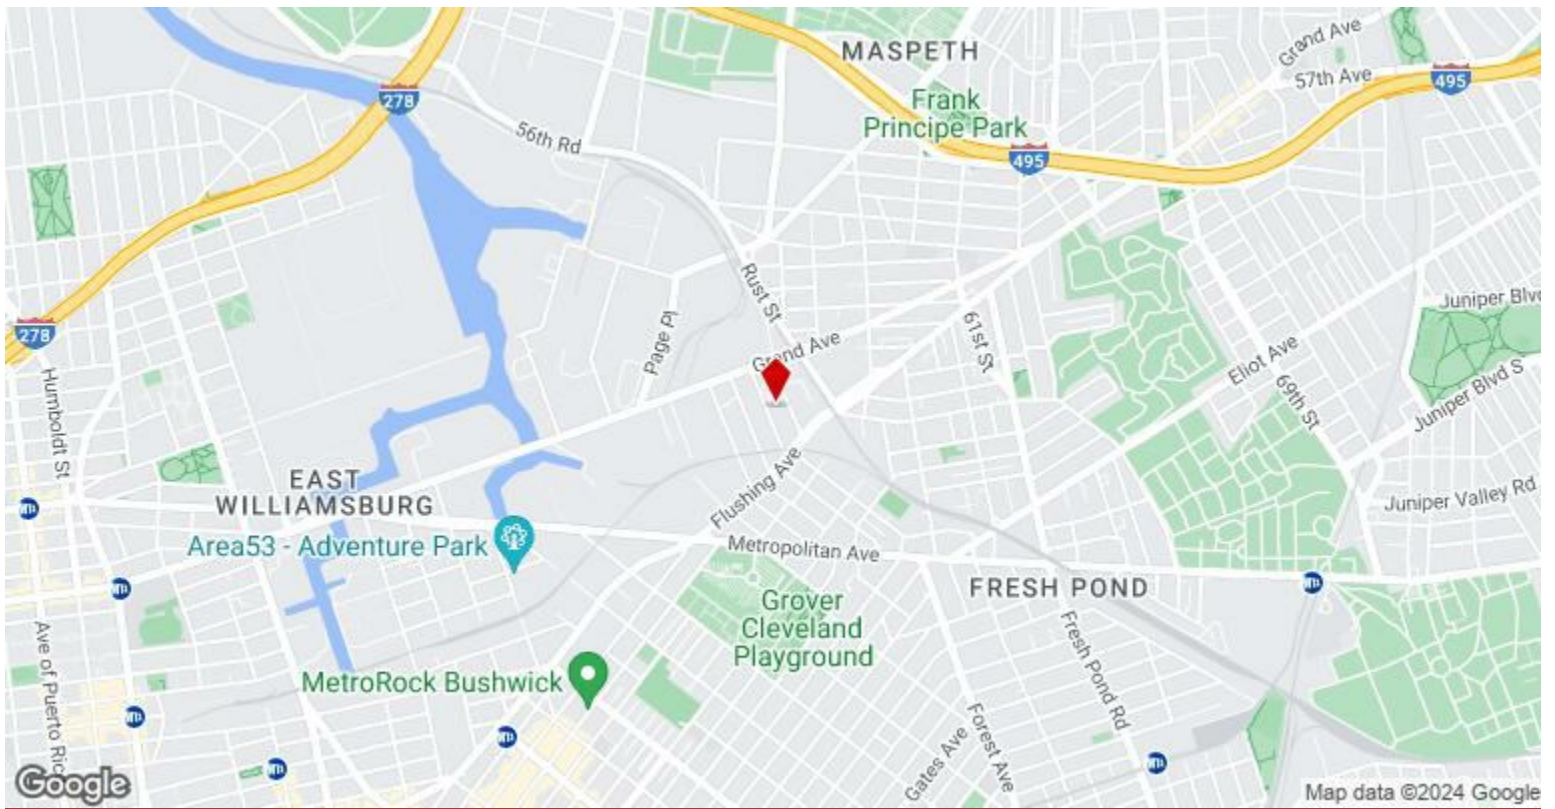 MASPETH
Grand Ave
57th Ave
495
278
Frank
Principe Park
56th Rd
495
Rust St
Juniper Blvd
278
Page Pl
Grand Ave
61st St
Eliot Ave
Humboldt St
69th St
Juniper Blvd S
EAST
WILLIAMSBURG
Flushing Ave
Juniper Valley Rd
Area53 - Adventure Park
Metropolitan Ave
FRESH POND
Grover
Cleveland
Playground
Ave of Puerto Ric
Fresh Pond Rd
MetroRock Bushwick
Forest Ave
Gates Ave
Google
Map data ©2024 Google